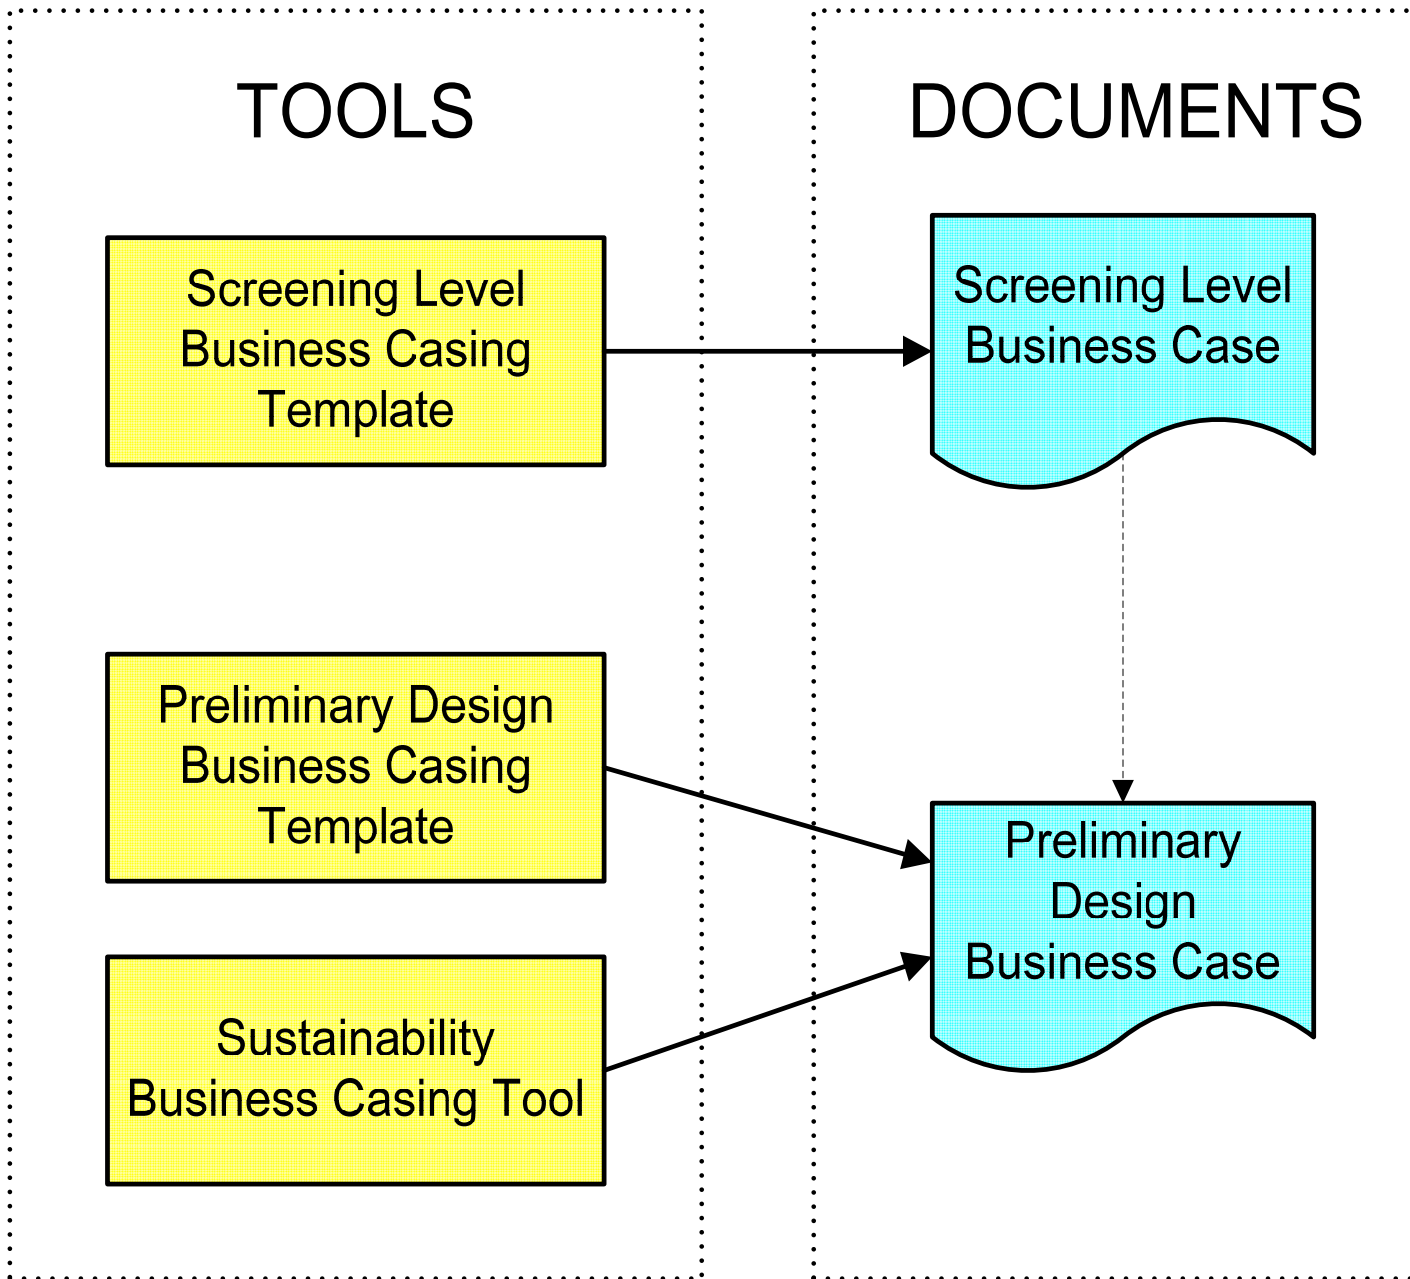 TOOLS
Screening Level
Business Casing
Template
Preliminary Design
Business Casing
Template
Sustainability
Business Casing Tool
DOCUMENTS
Screening Level
Business Case
Preliminary
Design
Business Case